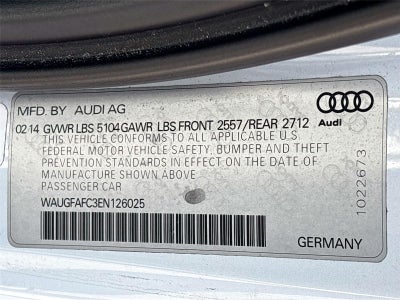 MFD. BY AUDI AG
02 14 GVWR LBS 5104 GAWR LBS FRONT 2557/REAR 2712
THIS VEHICLE CONFORMS TO ALL APPLICABLE U.S
FEDERAL MOTOR VEHICLE SAFETY, BUMPER AND THEFT
PREVENTION STANDARDS IN EFFECT ON THE DATE OF
MANUFACTURE SHOWN ABOVE
PASSENGER CAR
WAUGFAFC3EN126025
Audi
1022673
GERMANY